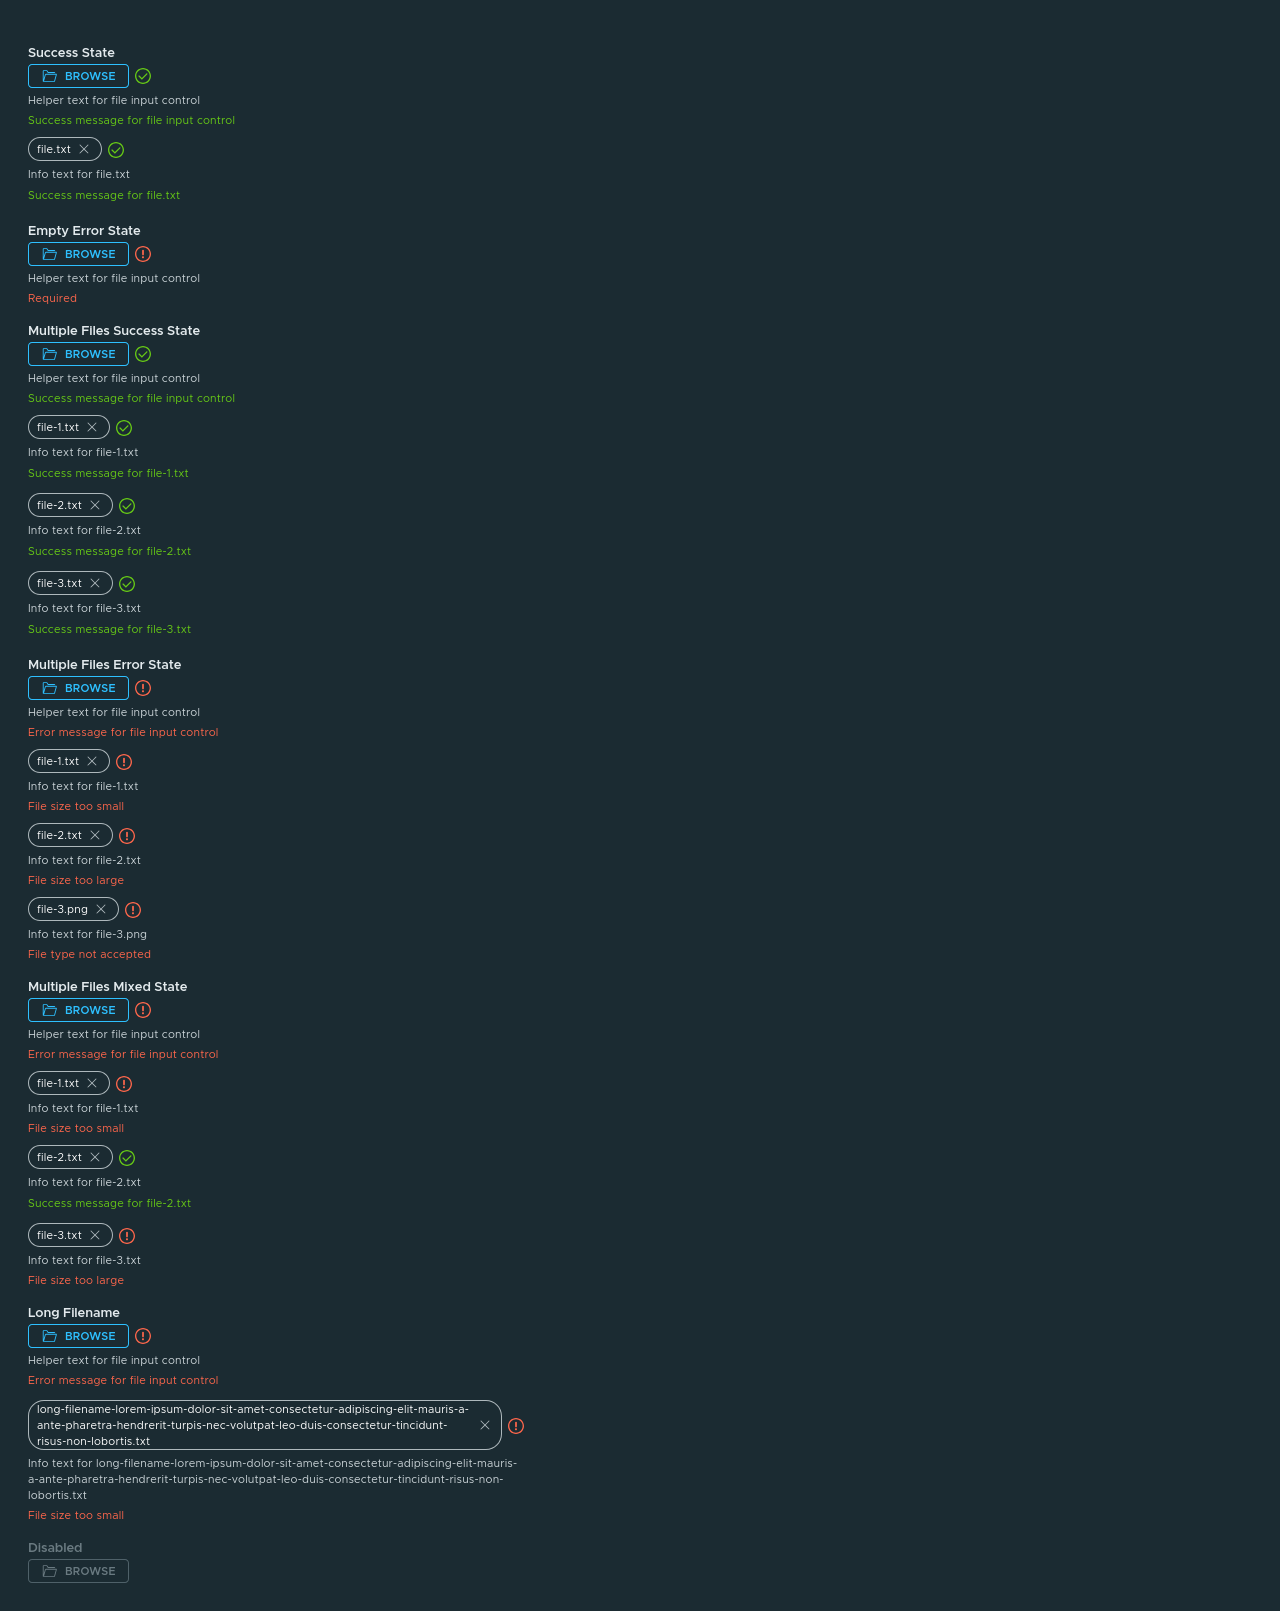 Success State
BROWSE
Helper text for file input control
Success message for file input control
file.txt
Info text for file.txt
Success message for file.txt
Empty Error State
BROWSE
Helper text for file input control
Required
Multiple Files Success State
BROWSE
Helper text for file input control
Success message for file input control
file-1.txt
Info text for file-1.txt
Success message for file-1.txt
file-2.txt
Info text for file-2.txt
Success message for file-2.txt
file-3.txt
Info text for file-3.txt
Success message for file-3.txt
Multiple Files Error State
BROWSE
Helper text for file input control
Error message for file input control
file-1.txt
Info text for file-1.txt
File size too small
file-2.txt
Info text for file-2.txt
File size too large
file-3.png
Info text for file-3.png
File type not accepted
Multiple Files Mixed State
BROWSE
Helper text for file input control
Error message for file input control
file-1.txt
Info text for file-1.txt
File size too small
file-2.txt
Info text for file-2.txt
Success message for file-2.txt
file-3.txt
Info text for file-3.txt
File size too large
Long Filename
BROWSE
Helper text for file input control
Error message for file input control
long-filename-lorem-ipsum-dolor-sit-amet-consectetur-adipiscing-elit-mauris-a-
ante-pharetra-hendrerit-turpis-nec-volutpat-leo-duis-consectetur-tincidunt-
risus-non-lobortis.txt
Info text for long-filename-lorem-ipsum-dolor-sit-amet-consectetur-adipiscing-elit-mauris-
a-ante-pharetra-hendrerit-turpis-nec-volutpat-leo-duis-consectetur-tincidunt-risus-non-
lobortis.txt
File size too small
Disabled
BROWSE